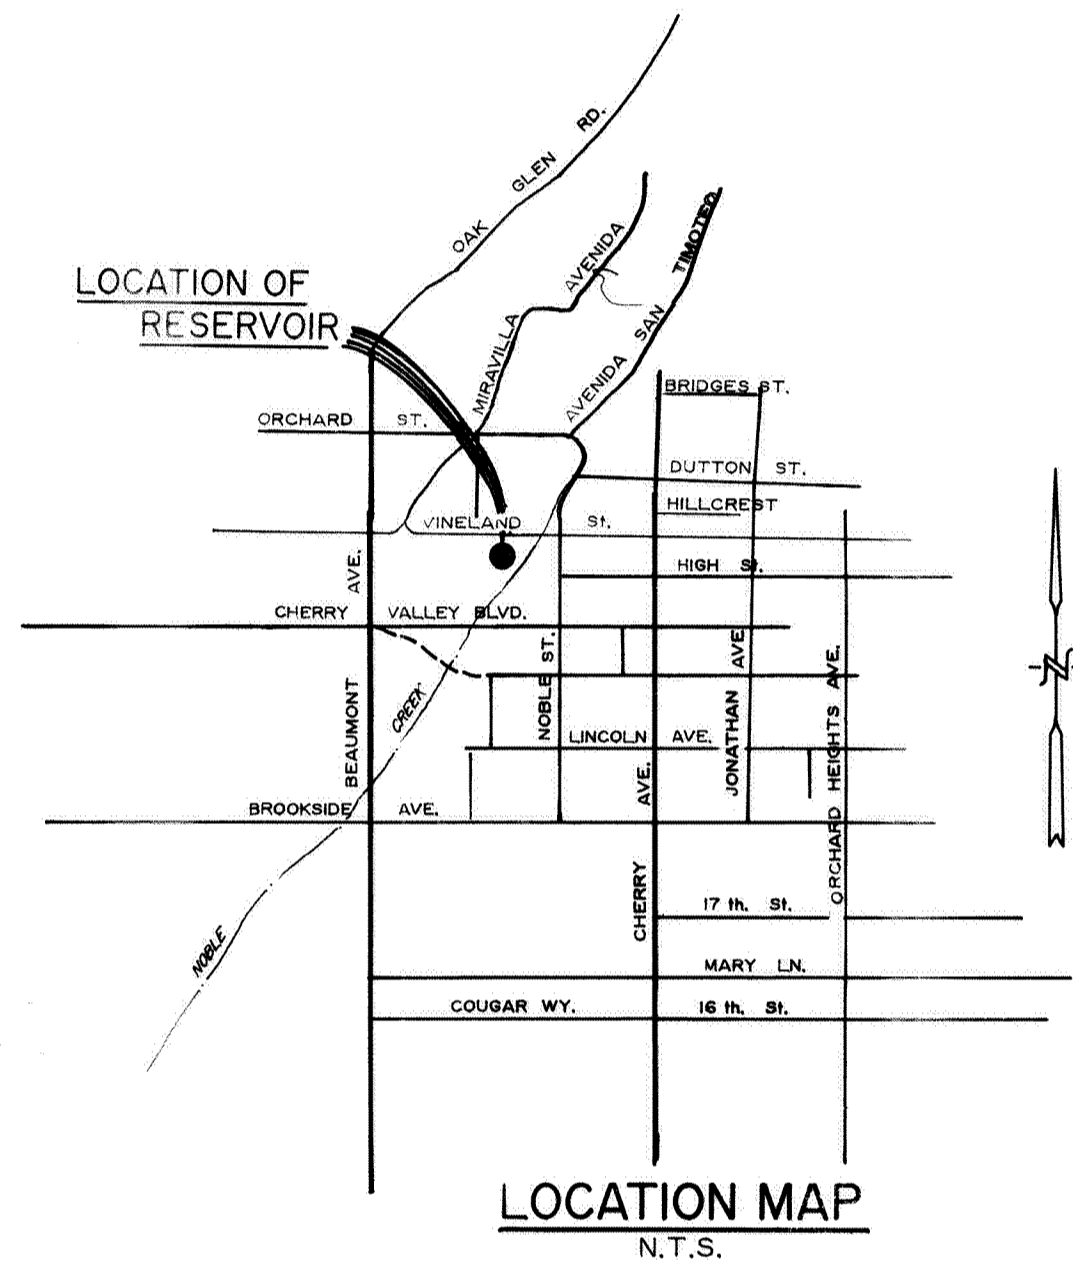 OAK GLEN RD.
LOCATION OF
RESERVOIR
MIRAVILLA AVENIDA
AVENIDA SAN TIMOTEO
BRIDGES ST.
ORCHARD ST.
DUTTON ST.
HILLCREST
VINELAND St.
HIGH St.
CHERRY VALLEY BLVD.
BEAUMONT AVE.
NOBLE ST.
JONATHAN AVE
ORCHARD HEIGHTS AVE.
LINCOLN AVE.
CHERRY AVE.
NOBLE CREEK
BROOKSIDE AVE.
17 th. St.
MARY LN.
COUGAR WY. 16 th. St.
N
LOCATION MAP
N.T.S.